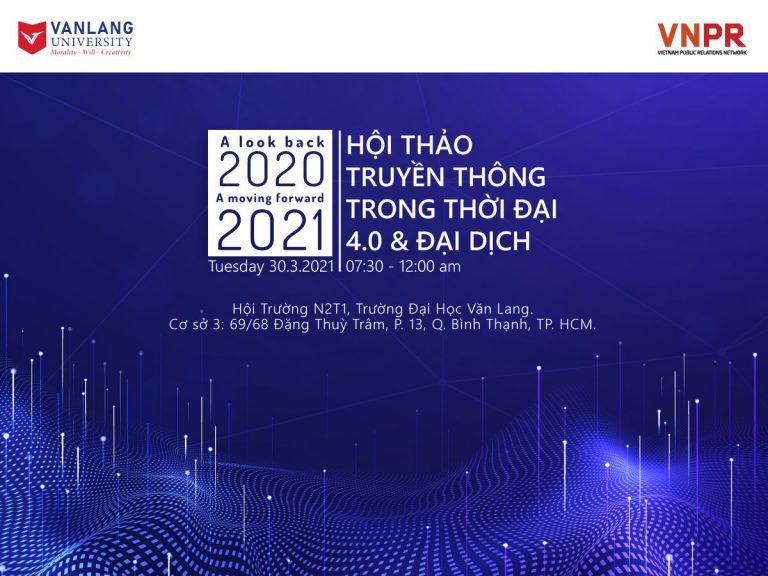 VANLANG
UNIVERSITY
Morality - Will - Creativity
VNPR
VIETNAM PUBLIC RELATIONS NETWORK
A look back
2020
A moving forward
2021
HỘI THẢO
TRUYỀN THÔNG
TRONG THỜI ĐẠI
4.0 & ĐẠI DỊCH
Tuesday 30.3.2021
07:30 - 12:00 am
Hội Trường N2T1, Trường Đại Học Văn Lang.
Cơ sở 3: 69/68 Đặng Thuỳ Trâm, P. 13, Q. Bình Thạnh, TP. HCM.